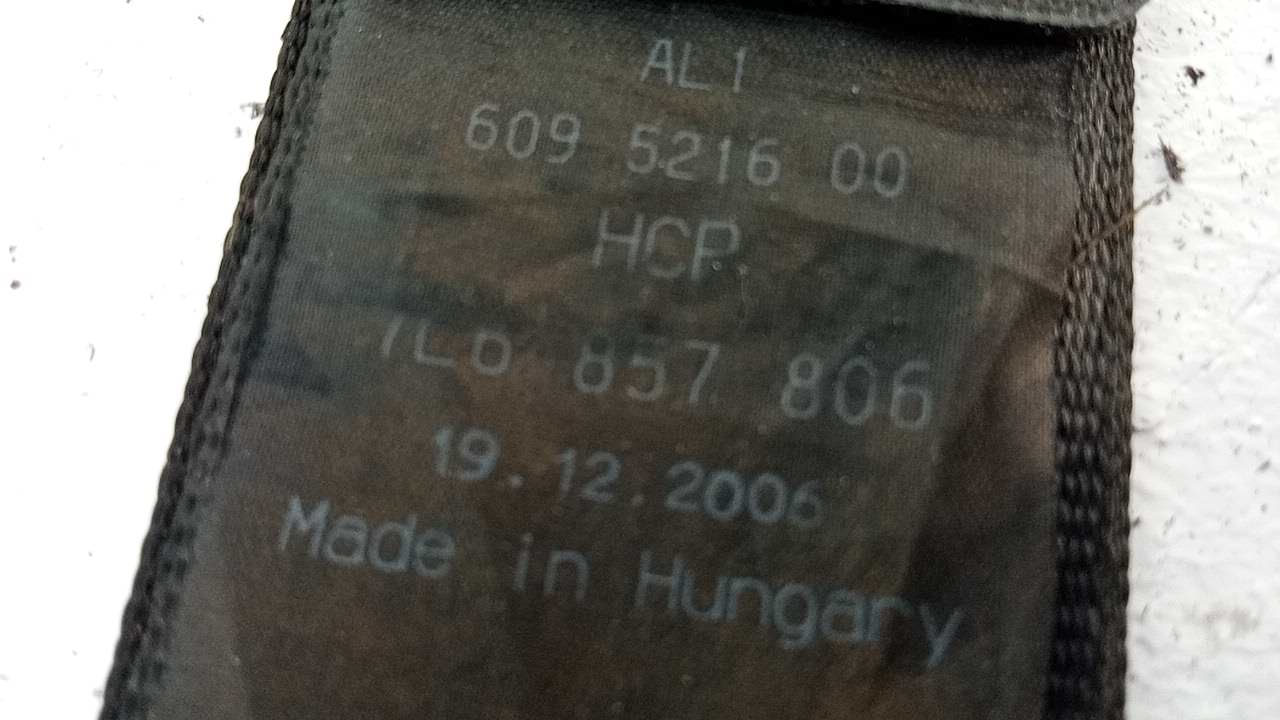 AL1
609 5216 00
HCP
7L6 857 806
19.12.2006
Made in Hungary